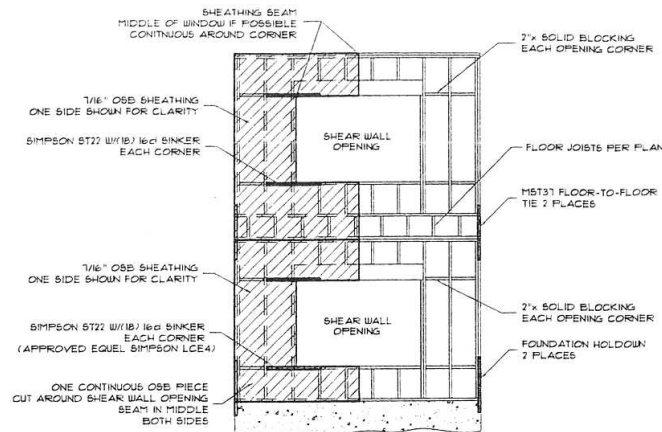 SHEATHING SEAM
MIDDLE OF WINDOW IF POSSIBLE
CONITNUOUS AROUND CORNER
2"x SOLID BLOCKING
EACH OPENING CORNER
7/16" OSB SHEATHING
ONE SIDE SHOWN FOR CLARITY
SHEAR WALL
OPENING
SIMPSON ST22 W/(18) 16d SINKER
EACH CORNER
FLOOR JOISTS PER PLAN
MST37 FLOOR-TO-FLOOR
TIE 2 PLACES
7/16" OSB SHEATHING
ONE SIDE SHOWN FOR CLARITY
SHEAR WALL
OPENING
2"x SOLID BLOCKING
EACH OPENING CORNER
SIMPSON ST22 W/(18) 16d SINKER
EACH CORNER
(APPROVED EQUEL SIMPSON LCE4)
FOUNDATION HOLDOWN
2 PLACES
ONE CONTINUOUS OSB PIECE
CUT AROUND SHEAR WALL OPENING
SEAM IN MIDDLE
BOTH SIDES